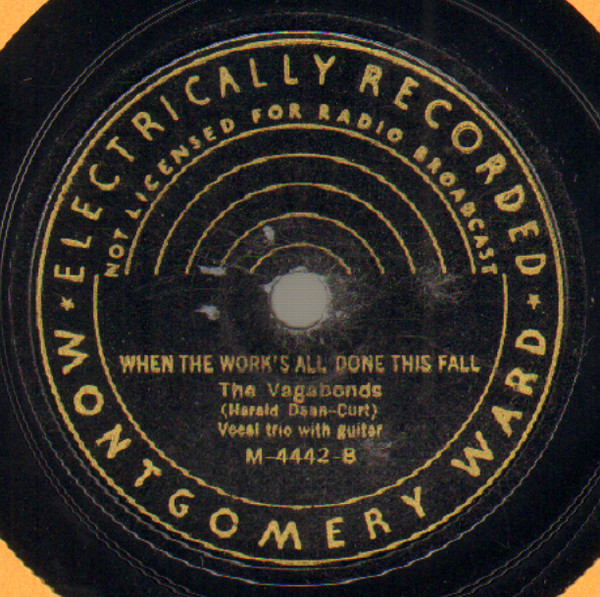 ELECTRICALLY RECORDED
NOT LICENSED FOR RADIO BROADCAST
WHEN THE WORK'S ALL DONE THIS FALL
The Vagabonds
(Harald Dean-Curt)
Vocal trio with guitar
M-4442-B
MONTGOMERY WARD